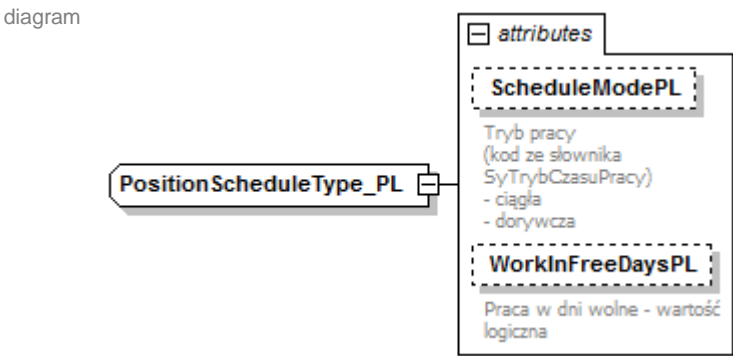 diagram
attributes
ScheduleModePL
Tryb pracy
(kod ze słownika
SyTrybCzasuPracy)
- ciągła
- dorywcza
PositionScheduleType_PL
WorkInFreeDaysPL
Praca w dni wolne - wartość
logiczna